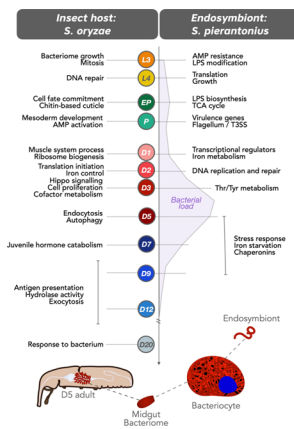 Insect host:
S. oryzae
Endosymbiont:
S. pierantonius
Bacteriome growth
Mitosis
L3
AMP resistance
LPS modification
DNA repair
L4
Translation
Growth
Cell fate commitment
Chitin-based cuticle
EP
LPS biosynthesis
TCA cycle
Mesoderm development
AMP activation
P
Virulence genes
Flagellum / T3SS
Muscle system process
Ribosome biogenesis
D1
Transcriptional regulators
Iron metabolism
Translation initiation
Iron control
D2
DNA replication and repair
Hippo signalling
Cell proliferation
Cofactor metabolism
D3
Thr/Tyr metabolism
Bacterial
load
Endocytosis
Autophagy
D5
Juvenile hormone catabolism
D7
Stress response
Iron starvation
Chaperonins
D9
Antigen presentation
Hydrolase activity
Exocytosis
D12
Response to bacterium
D20
Endosymbiont
D5 adult
Midgut
Bacteriome
Bacteriocyte